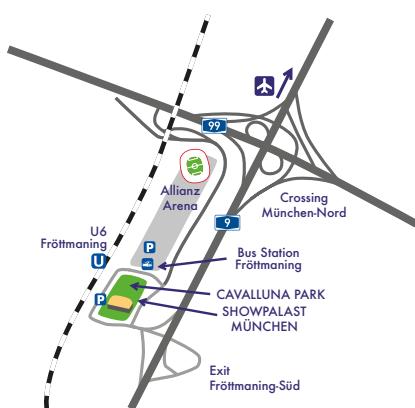 99
Allianz
Arena
Crossing
München-Nord
9
U6
Fröttmaning
U
P
Bus Station
Fröttmaning
P
CAVALLUNA PARK
SHOWPALAST
MÜNCHEN
Exit
Fröttmaning-Süd